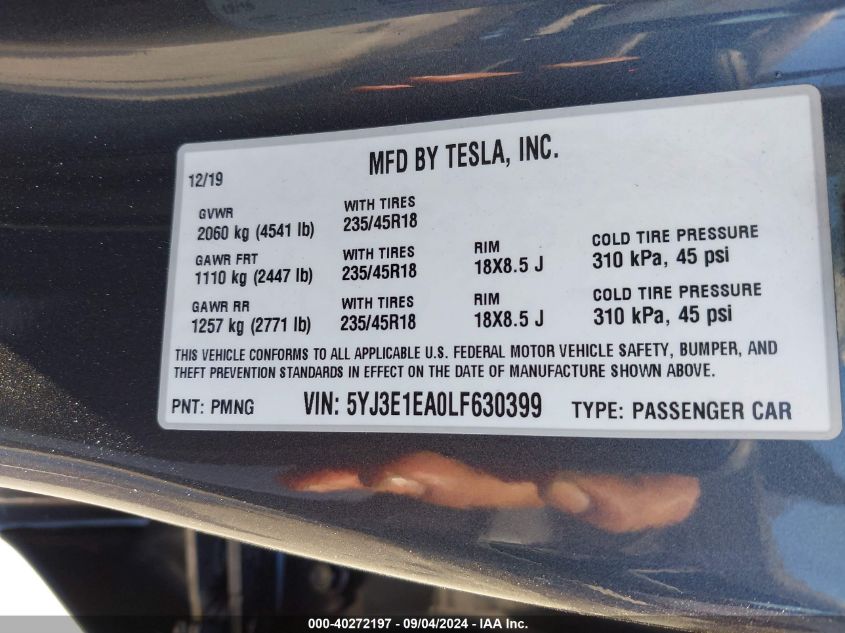 MFD BY TESLA, INC.
12/19
GVWR
2060 kg (4541 lb)
WITH TIRES
235/45R18
GAWR FRT
1110 kg (2447 lb)
WITH TIRES
235/45R18
RIM
18X8.5 J
COLD TIRE PRESSURE
310 kPa, 45 psi
GAWR RR
1257 kg (2771 lb)
WITH TIRES
235/45R18
RIM
18X8.5 J
COLD TIRE PRESSURE
310 kPa, 45 psi
THIS VEHICLE CONFORMS TO ALL APPLICABLE U.S. FEDERAL MOTOR VEHICLE SAFETY, BUMPER, AND
THEFT PREVENTION STANDARDS IN EFFECT ON THE DATE OF MANUFACTURE SHOWN ABOVE.
PNT: PMNG VIN: 5YJ3E1EA0LF630399 TYPE: PASSENGER CAR
000-40272197 - 09/04/2024 - IAA Inc.